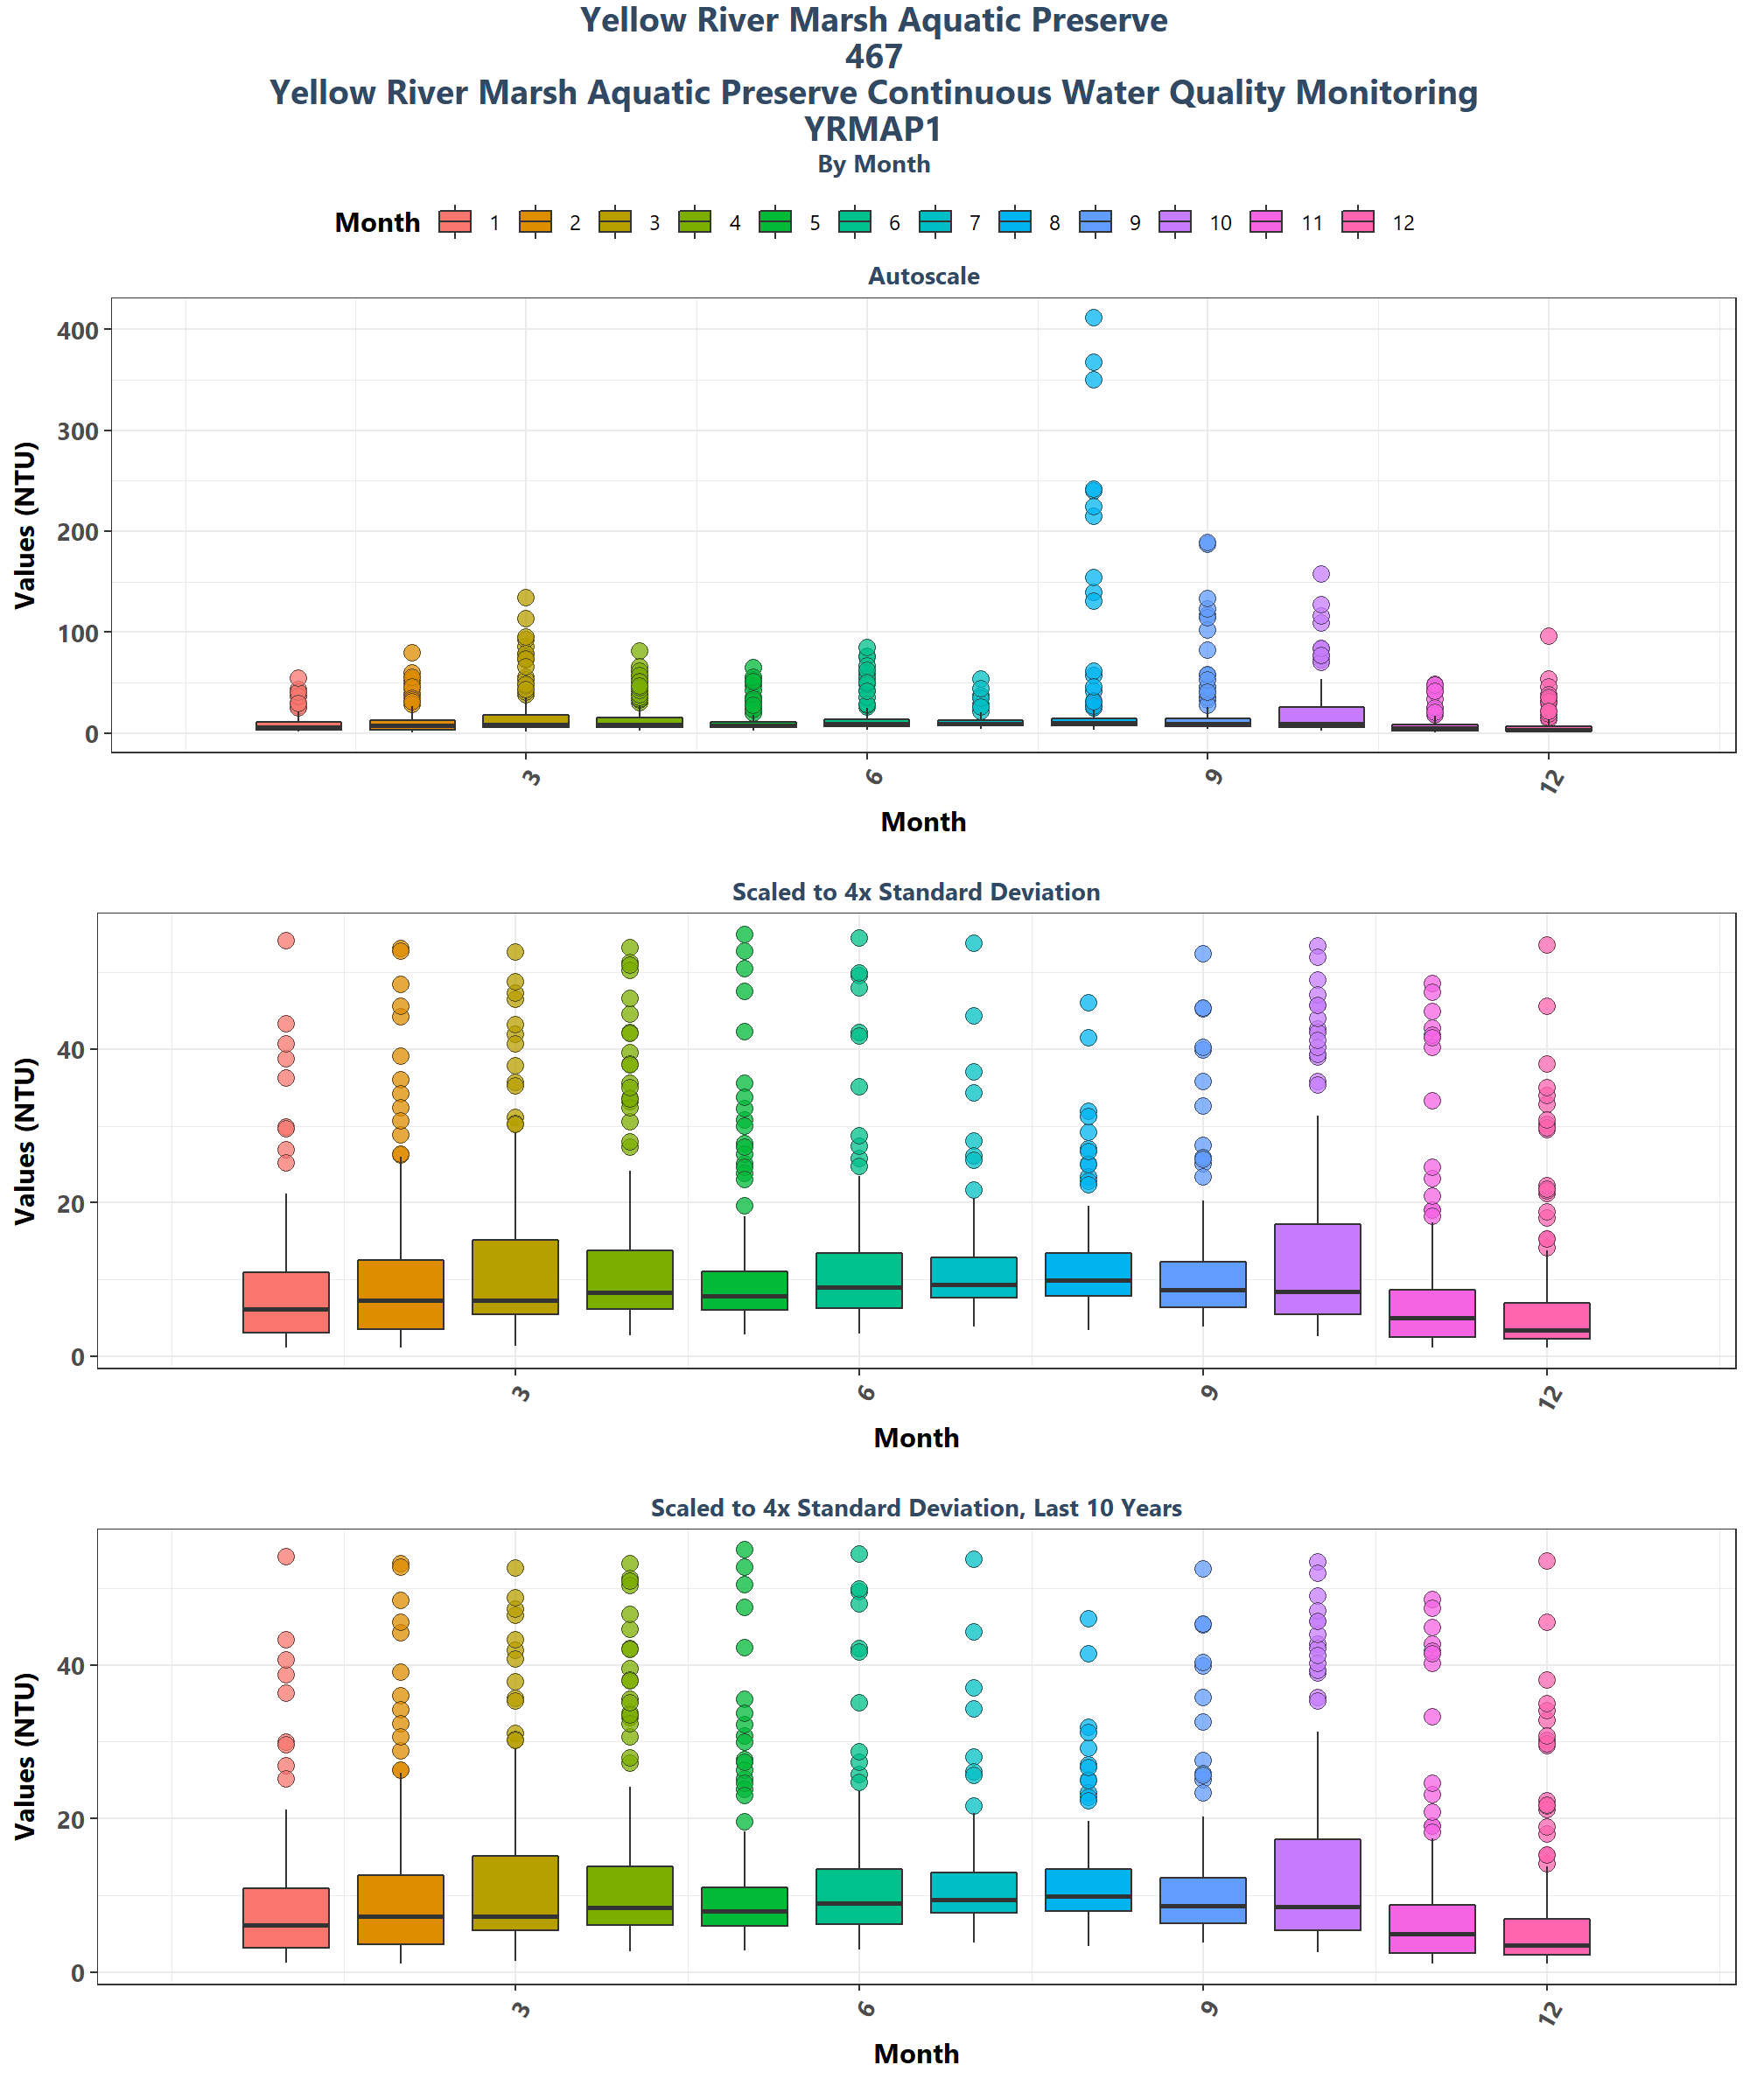 Yellow River Marsh Aquatic Preserve
467
Yellow River Marsh Aquatic Preserve Continuous Water Quality Monitoring
YRMAP1
By Month
Month 1 2 3 4 5 6 7 8 9 10 11 12
Autoscale
Values (NTU)
400
300
200
100
0
3 6 9 12
Month
Scaled to 4x Standard Deviation
Values (NTU)
40
20
0
3 6 9 12
Month
Scaled to 4x Standard Deviation, Last 10 Years
Values (NTU)
40
20
0
3 6 9 12
Month